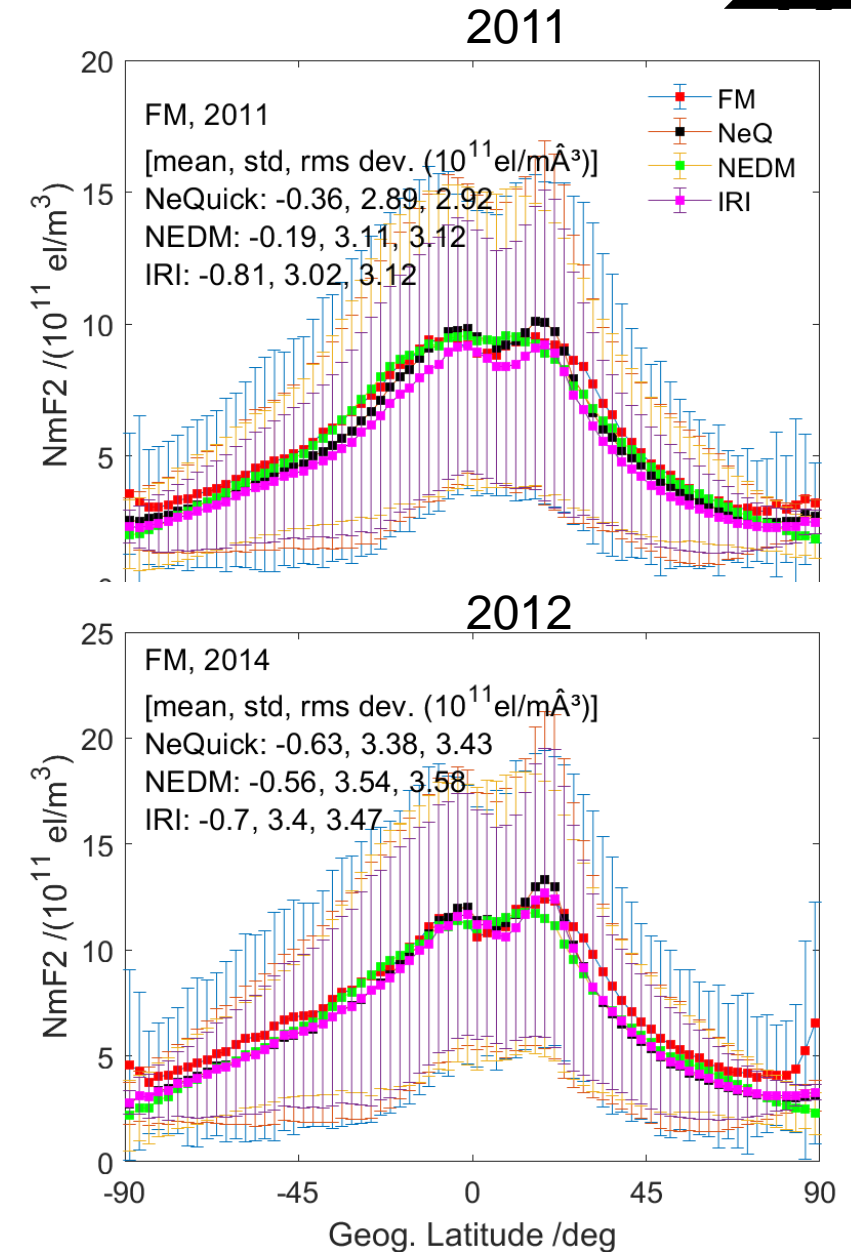 2011
20
15
10
5
NmF2 /(10^11 el/m^3)
FM, 2011
[mean, std, rms dev. (10^11el/mÂ³)]
NeQuick: -0.36, 2.89, 2.92
NEDM: -0.19, 3.11, 3.12
IRI: -0.81, 3.02, 3.12
FM
NeQ
NEDM
IRI
2012
25
20
15
10
5
0
NmF2 /(10^11 el/m^3)
FM, 2014
[mean, std, rms dev. (10^11el/mÂ³)]
NeQuick: -0.63, 3.38, 3.43
NEDM: -0.56, 3.54, 3.58
IRI: -0.7, 3.4, 3.47
-90 -45 0 45 90
Geog. Latitude /deg